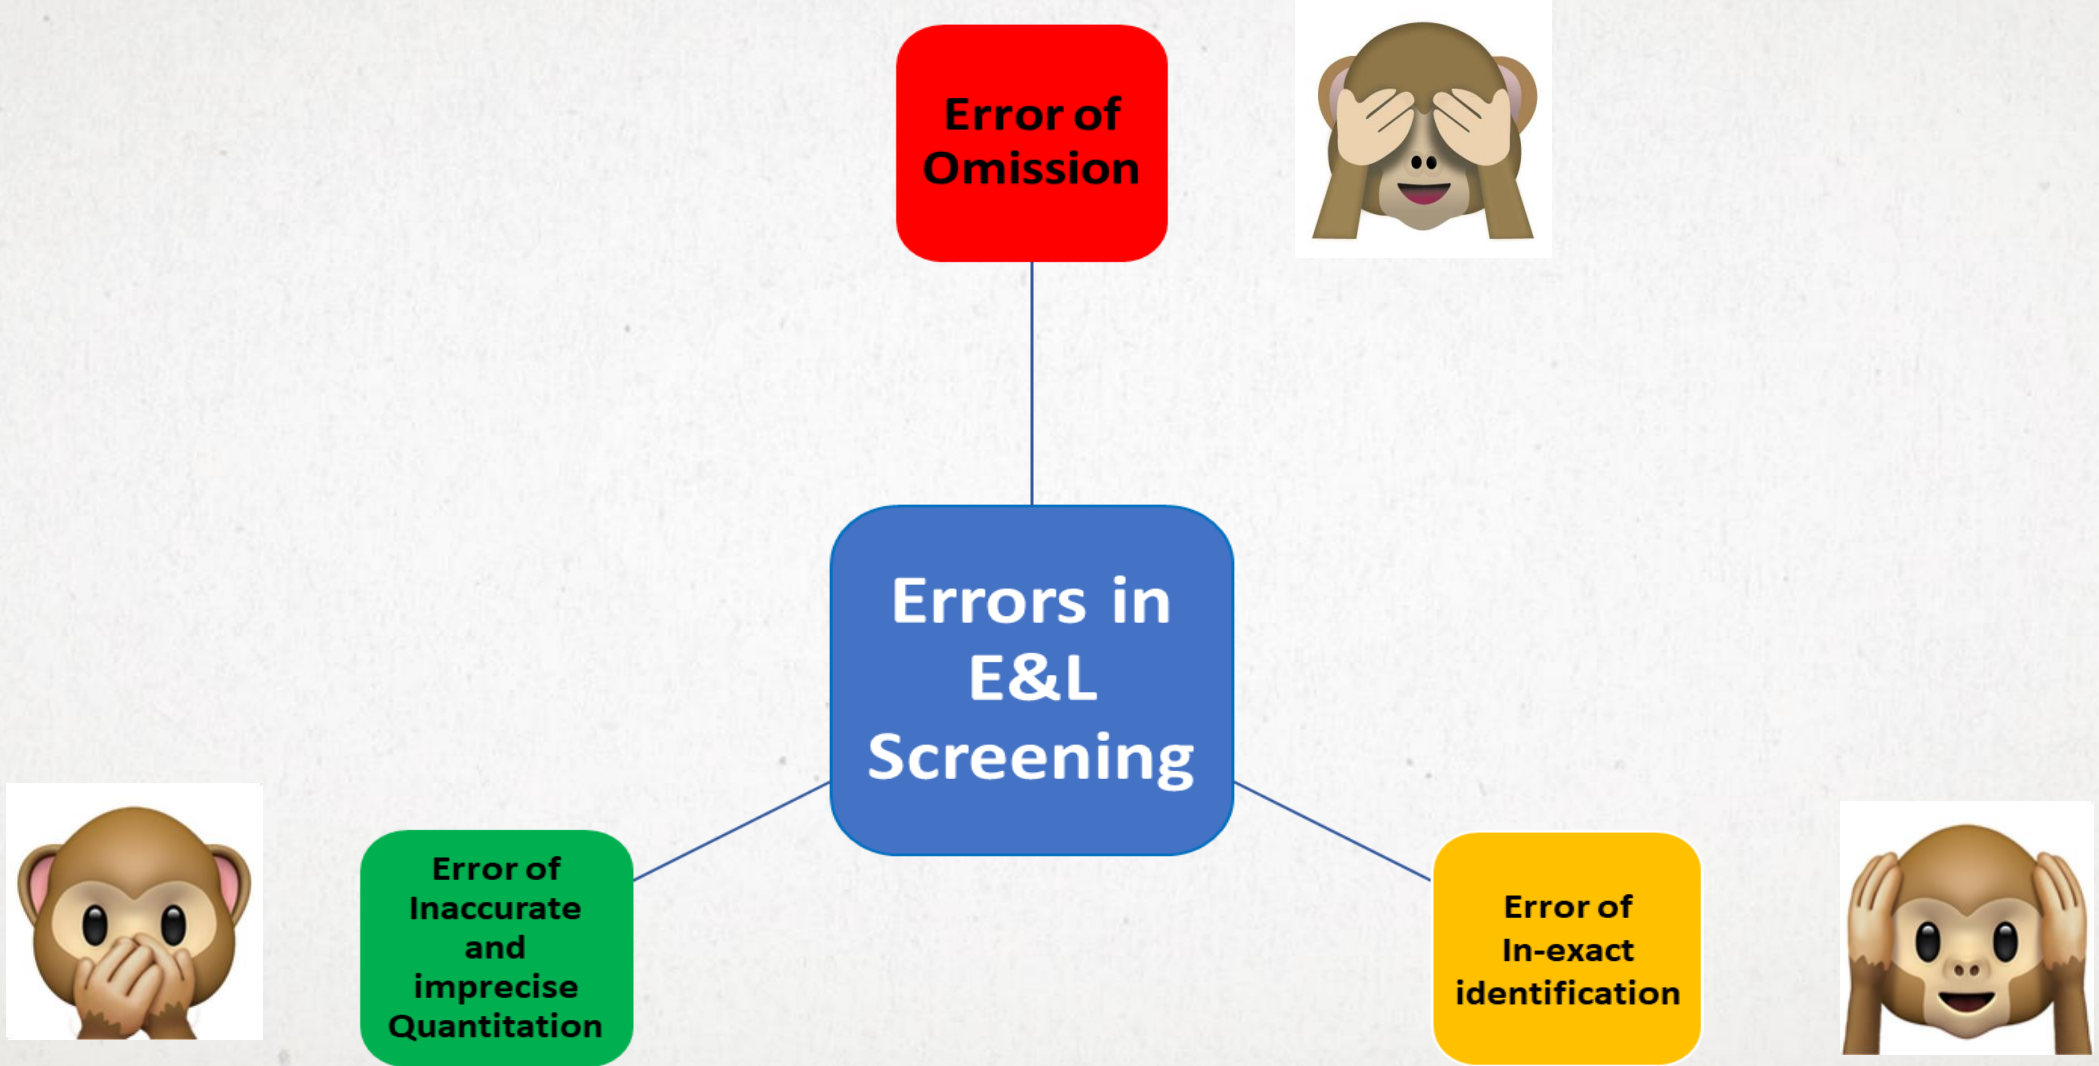 Error of
Omission
Errors in
E&L
Screening
Error of
Inaccurate
and
imprecise
Quantitation
Error of
In-exact
identification